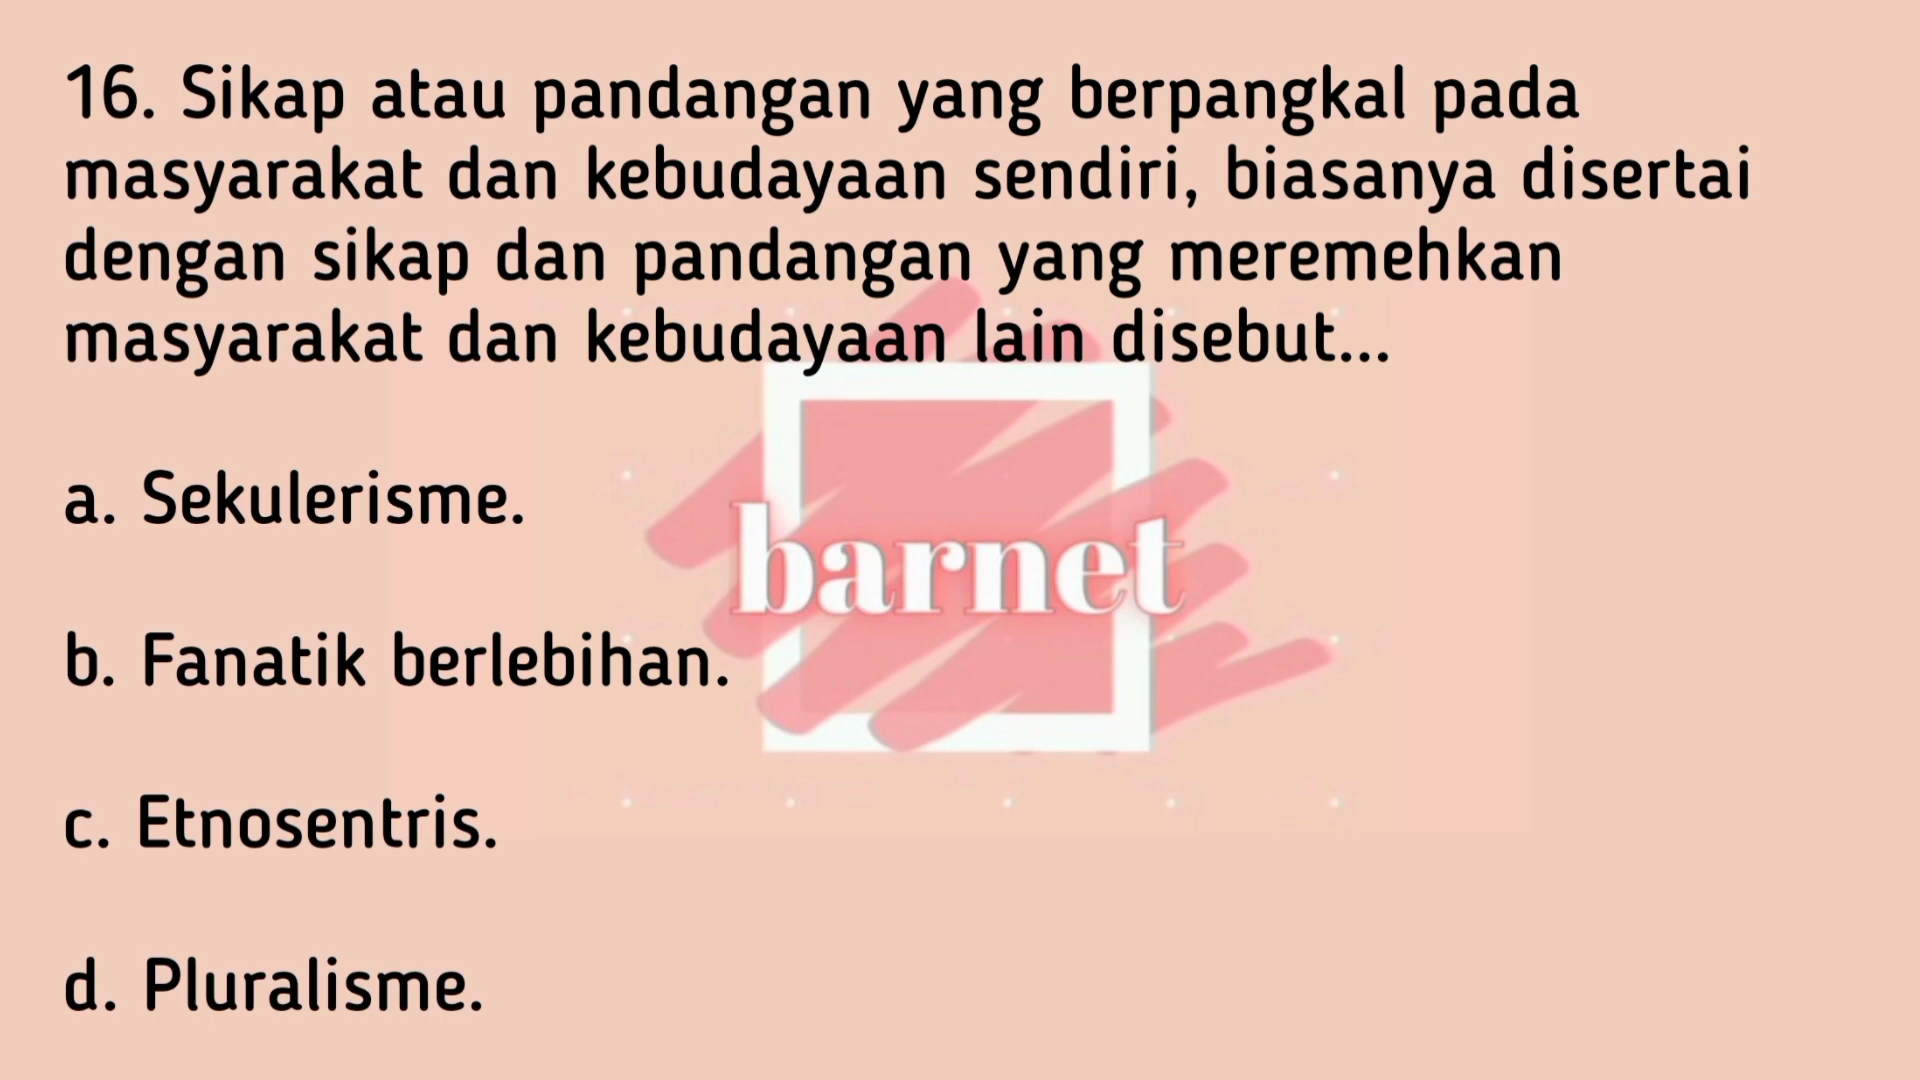 16. Sikap atau pandangan yang berpangkal pada
masyarakat dan kebudayaan sendiri, biasanya disertai
dengan sikap dan pandangan yang meremehkan
masyarakat dan kebudayaan lain disebut...
a. Sekulerisme.
barnet
b. Fanatik berlebihan.
c. Etnosentris.
d. Pluralisme.